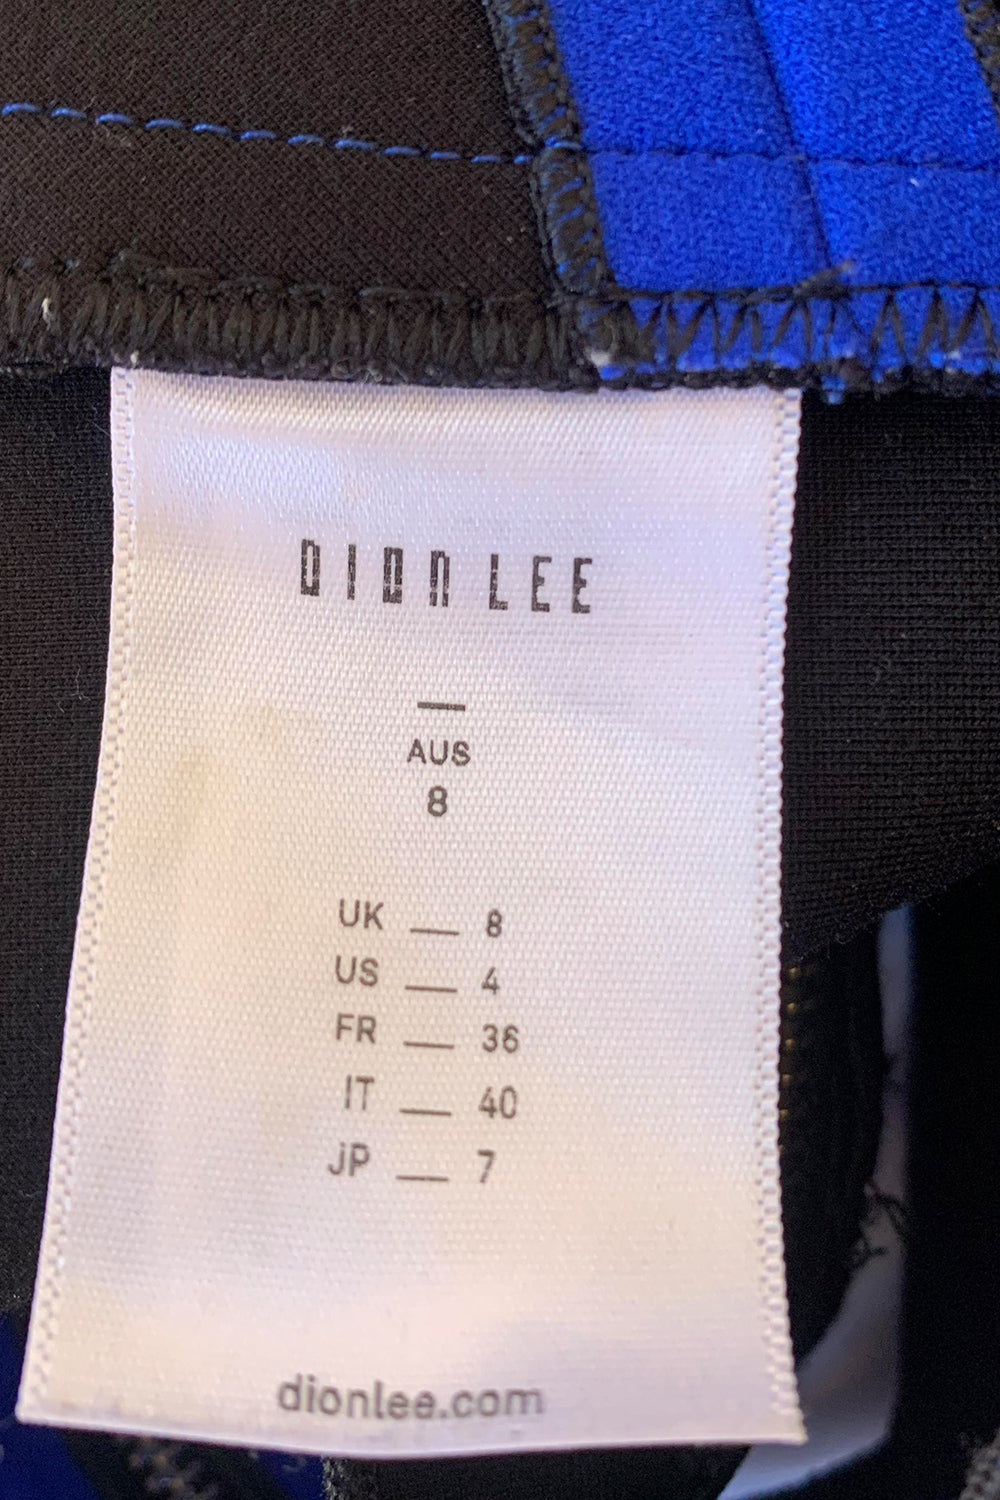 DION LEE
—
AUS
8
UK — 8
US — 4
FR — 36
IT — 40
JP — 7
dionlee.com